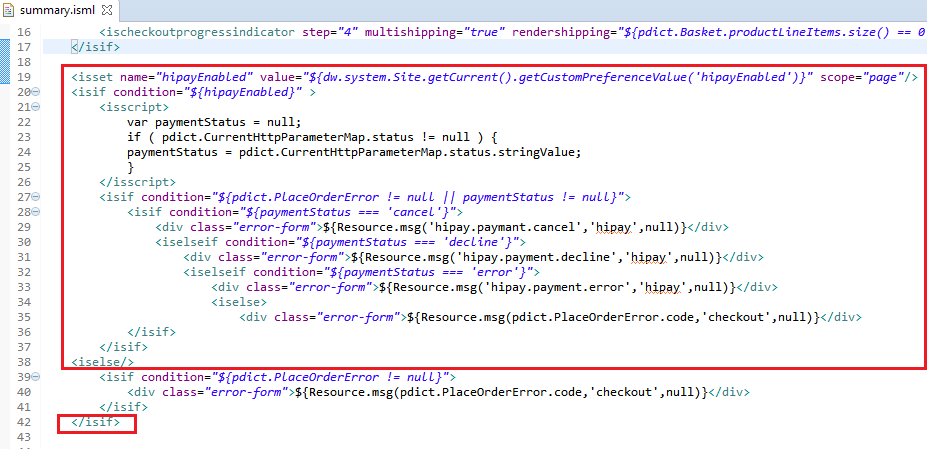 summary.isml
16 <ischeckoutprogressindicator step="4" multishipping="true" rendershipping="${pdict.Basket.productLineItems.size() == 0
17 </isif>
18
19 <isset name="hipayEnabled" value="${dw.system.Site.getCurrent().getCustomPreferenceValue('hipayEnabled')}" scope="page"/>
20 <isif condition="${hipayEnabled}" >
21 <isscript>
22 var paymentStatus = null;
23 if ( pdict.CurrentHttpParameterMap.status != null ) {
24 paymentStatus = pdict.CurrentHttpParameterMap.status.stringValue;
25 }
26 </isscript>
27 <isif condition="${pdict.PlaceOrderError != null || paymentStatus != null}">
28 <isif condition="${paymentStatus === 'cancel'}">
29 <div class="error-form">${Resource.msg('hipay.paymant.cancel','hipay',null)}</div>
30 <iselseif condition="${paymentStatus === 'decline'}">
31 <div class="error-form">${Resource.msg('hipay.payment.decline','hipay',null)}</div>
32 <iselseif condition="${paymentStatus === 'error'}">
33 <div class="error-form">${Resource.msg('hipay.payment.error','hipay',null)}</div>
34 <iselse>
35 <div class="error-form">${Resource.msg(pdict.PlaceOrderError.code,'checkout',null)}</div>
36 </isif>
37 </isif>
38 <iselse/>
39 <isif condition="${pdict.PlaceOrderError != null}">
40 <div class="error-form">${Resource.msg(pdict.PlaceOrderError.code,'checkout',null)}</div>
41 </isif>
42 </isif>
43